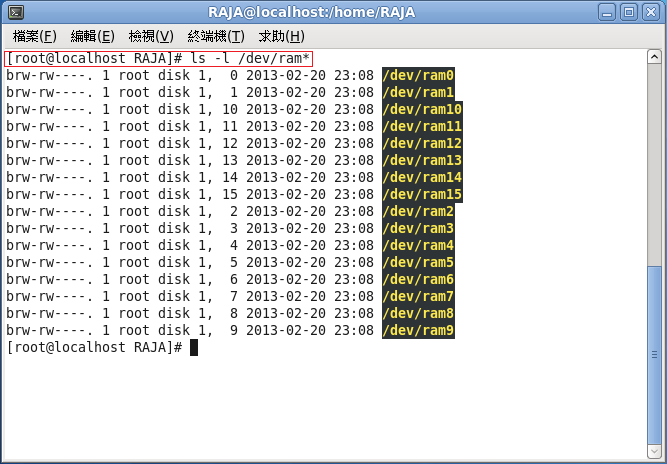 RAJA@localhost:/home/RAJA
檔案(F) 編輯(E) 檢視(V) 終端機(T) 求助(H)
[root@localhost RAJA]# ls -l /dev/ram*
brw-rw----. 1 root disk 1,  0 2013-02-20 23:08 /dev/ram0
brw-rw----. 1 root disk 1,  1 2013-02-20 23:08 /dev/ram1
brw-rw----. 1 root disk 1, 10 2013-02-20 23:08 /dev/ram10
brw-rw----. 1 root disk 1, 11 2013-02-20 23:08 /dev/ram11
brw-rw----. 1 root disk 1, 12 2013-02-20 23:08 /dev/ram12
brw-rw----. 1 root disk 1, 13 2013-02-20 23:08 /dev/ram13
brw-rw----. 1 root disk 1, 14 2013-02-20 23:08 /dev/ram14
brw-rw----. 1 root disk 1, 15 2013-02-20 23:08 /dev/ram15
brw-rw----. 1 root disk 1,  2 2013-02-20 23:08 /dev/ram2
brw-rw----. 1 root disk 1,  3 2013-02-20 23:08 /dev/ram3
brw-rw----. 1 root disk 1,  4 2013-02-20 23:08 /dev/ram4
brw-rw----. 1 root disk 1,  5 2013-02-20 23:08 /dev/ram5
brw-rw----. 1 root disk 1,  6 2013-02-20 23:08 /dev/ram6
brw-rw----. 1 root disk 1,  7 2013-02-20 23:08 /dev/ram7
brw-rw----. 1 root disk 1,  8 2013-02-20 23:08 /dev/ram8
brw-rw----. 1 root disk 1,  9 2013-02-20 23:08 /dev/ram9
[root@localhost RAJA]#